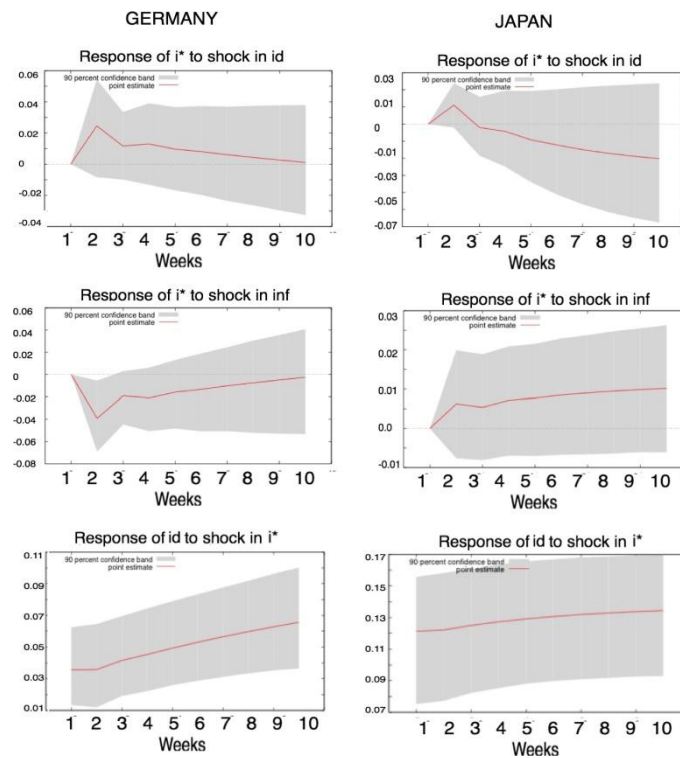 GERMANY
JAPAN
Response of i* to shock in id
90 percent confidence band
point estimate
0.06
0.04
0.02
0
-0.02
-0.04
1 2 3 4 5 6 7 8 9 10
Weeks
Response of i* to shock in id
90 percent confidence band
point estimate
0.03
0.01
0
-0.01
-0.03
-0.05
-0.07
1 2 3 4 5 6 7 8 9 10
Weeks
Response of i* to shock in inf
90 percent confidence band
point estimate
0.06
0.04
0.02
0
-0.02
-0.04
-0.06
-0.08
1 2 3 4 5 6 7 8 9 10
Weeks
Response of i* to shock in inf
90 percent confidence band
point estimate
0.03
0.02
0.01
0.0
-0.01
1 2 3 4 5 6 7 8 9 10
Weeks
Response of id to shock in i*
90 percent confidence band
point estimate
0.11
0.09
0.07
0.05
0.03
0.01
1 2 3 4 5 6 7 8 9 10
Weeks
Response of id to shock in i*
90 percent confidence band
point estimate
0.17
0.15
0.13
0.11
0.09
0.07
1 2 3 4 5 6 7 8 9 10
Weeks